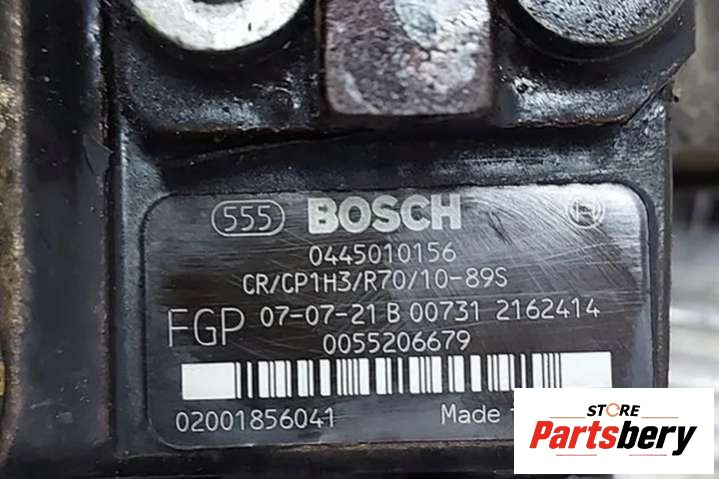 555 BOSCH
0445010156
CR/CP1H3/R70/10-89S
FGP 07-07-21 B 00731 2162414
0055206679
02001856041 Made
STORE
Partsbery